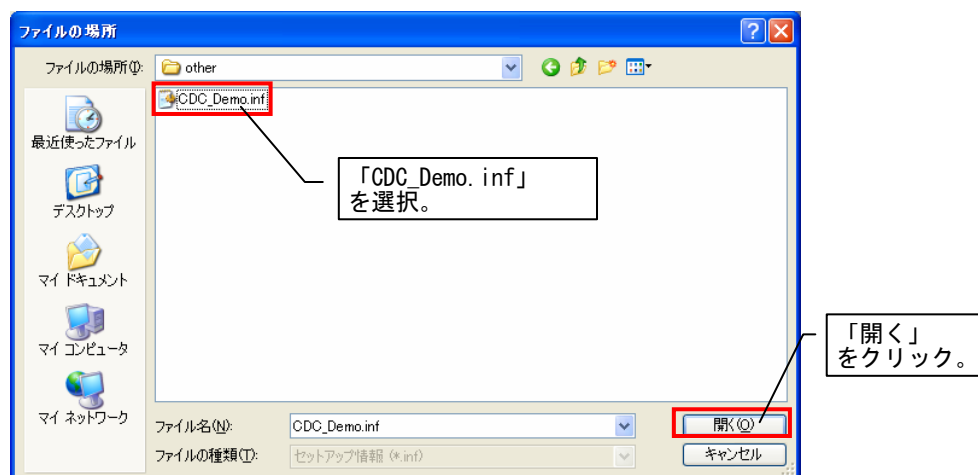 ファイルの場所
ファイルの場所(I):
other
CDC_Demo.inf
最近使ったファイル
デスクトップ
マイ ドキュメント
マイ コンピュータ
マイ ネットワーク
「CDC_Demo.inf」
を選択。
「開く」
をクリック。
ファイル名(N):
CDC_Demo.inf
開く(O)
ファイルの種類(T):
セットアップ情報 (*.inf)
キャンセル